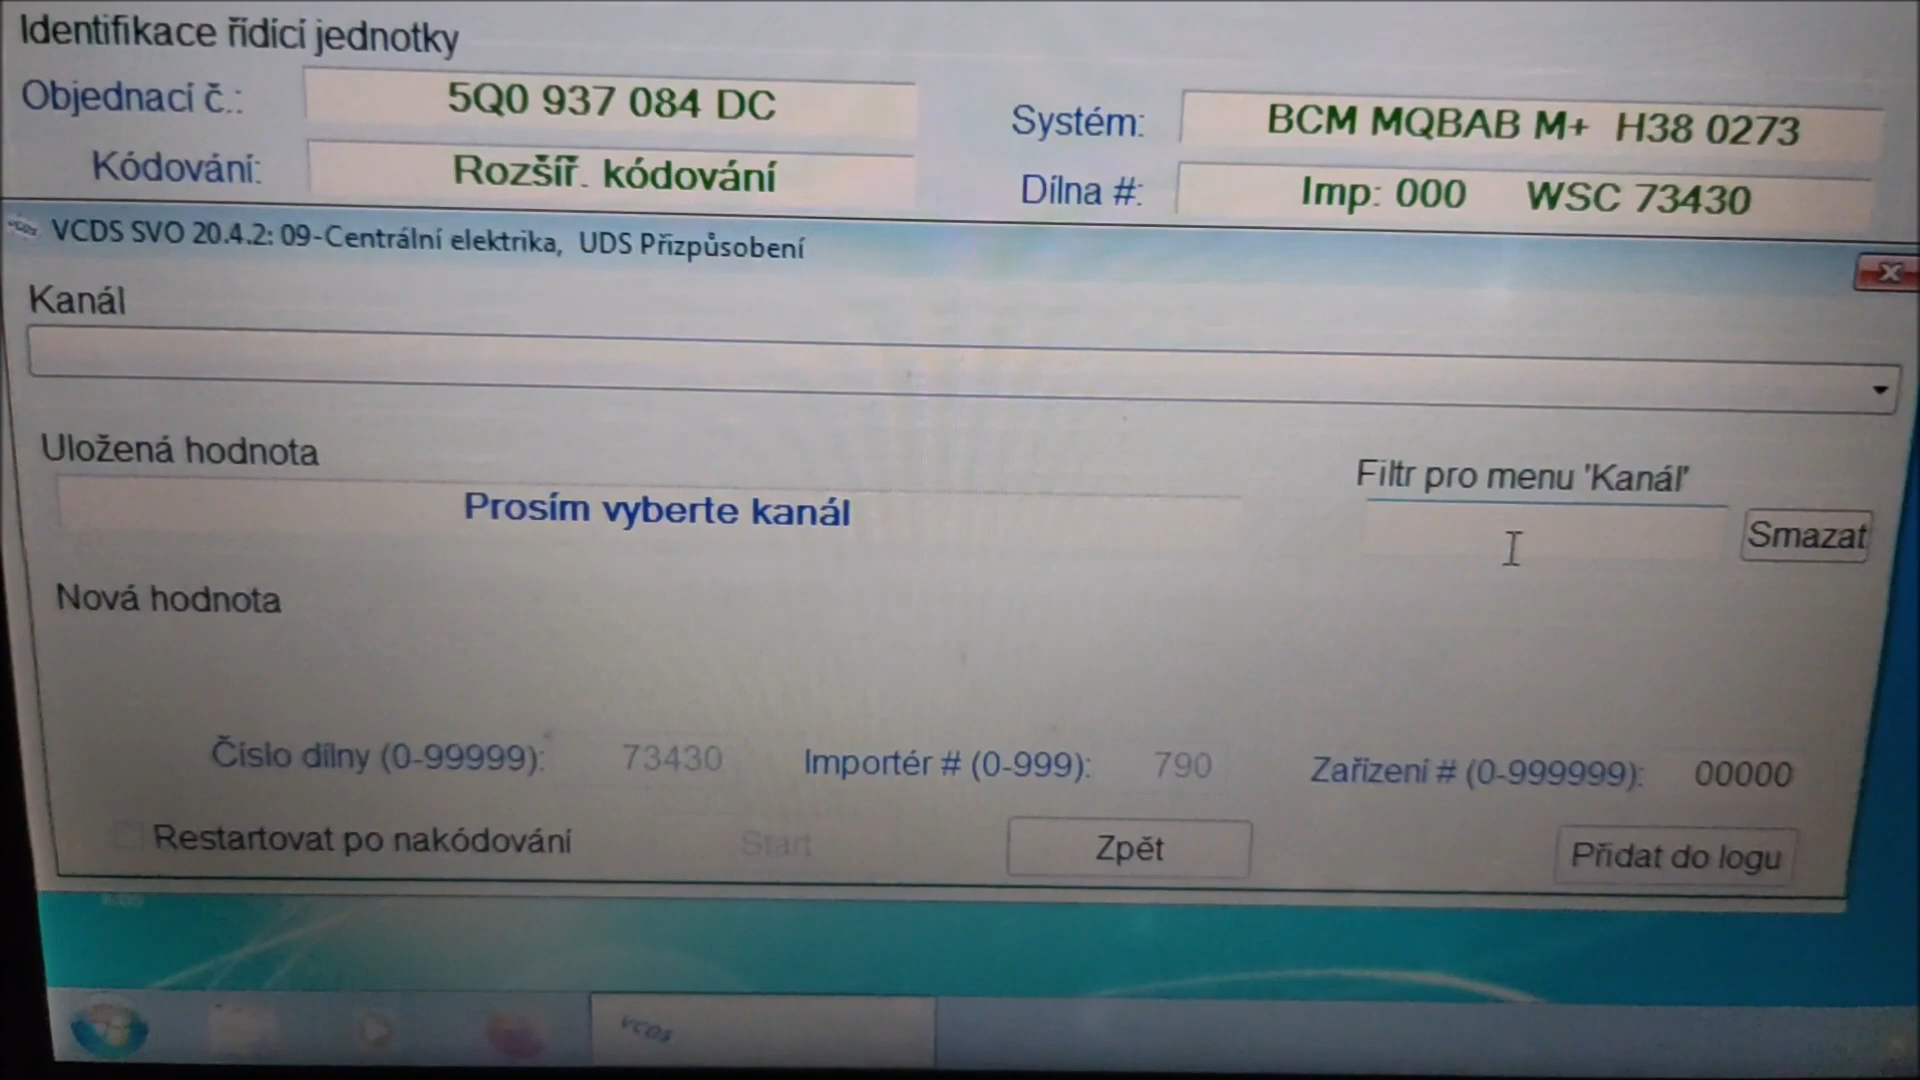 Identifikace řídící jednotky
Objednací č.: 5Q0 937 084 DC
Systém: BCM MQBAB M+ H38 0273
Kódování: Rozšíř. kódování
Dílna #: Imp: 000 WSC 73430
VCDS SVO 20.4.2: 09-Centrální elektrika, UDS Přizpůsobení
Kanál
Uložená hodnota
Filtr pro menu 'Kanál'
Prosím vyberte kanál
Smazat
Nová hodnota
Číslo dílny (0-99999): 73430
Importér # (0-999): 790
Zařízení # (0-999999): 00000
Restartovat po nakódování
Start
Zpět
Přidat do logu
VCDS